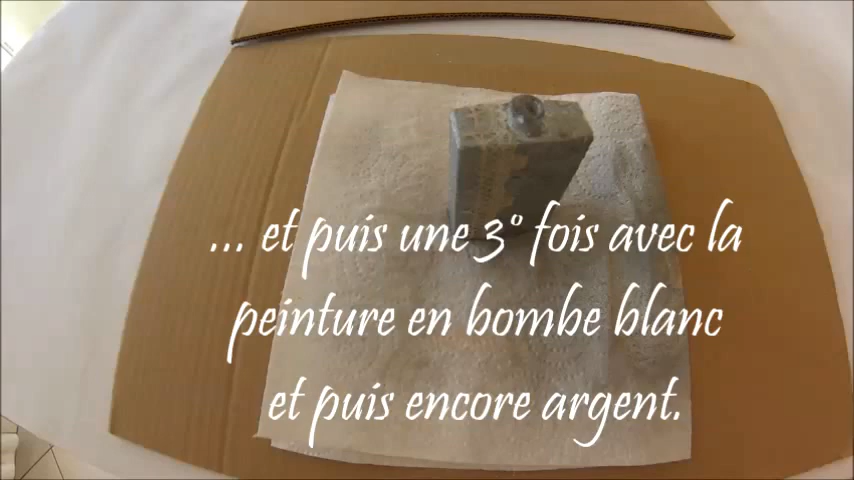 ... et puis une 3° fois avec la
peinture en bombe blanc
et puis encore argent.